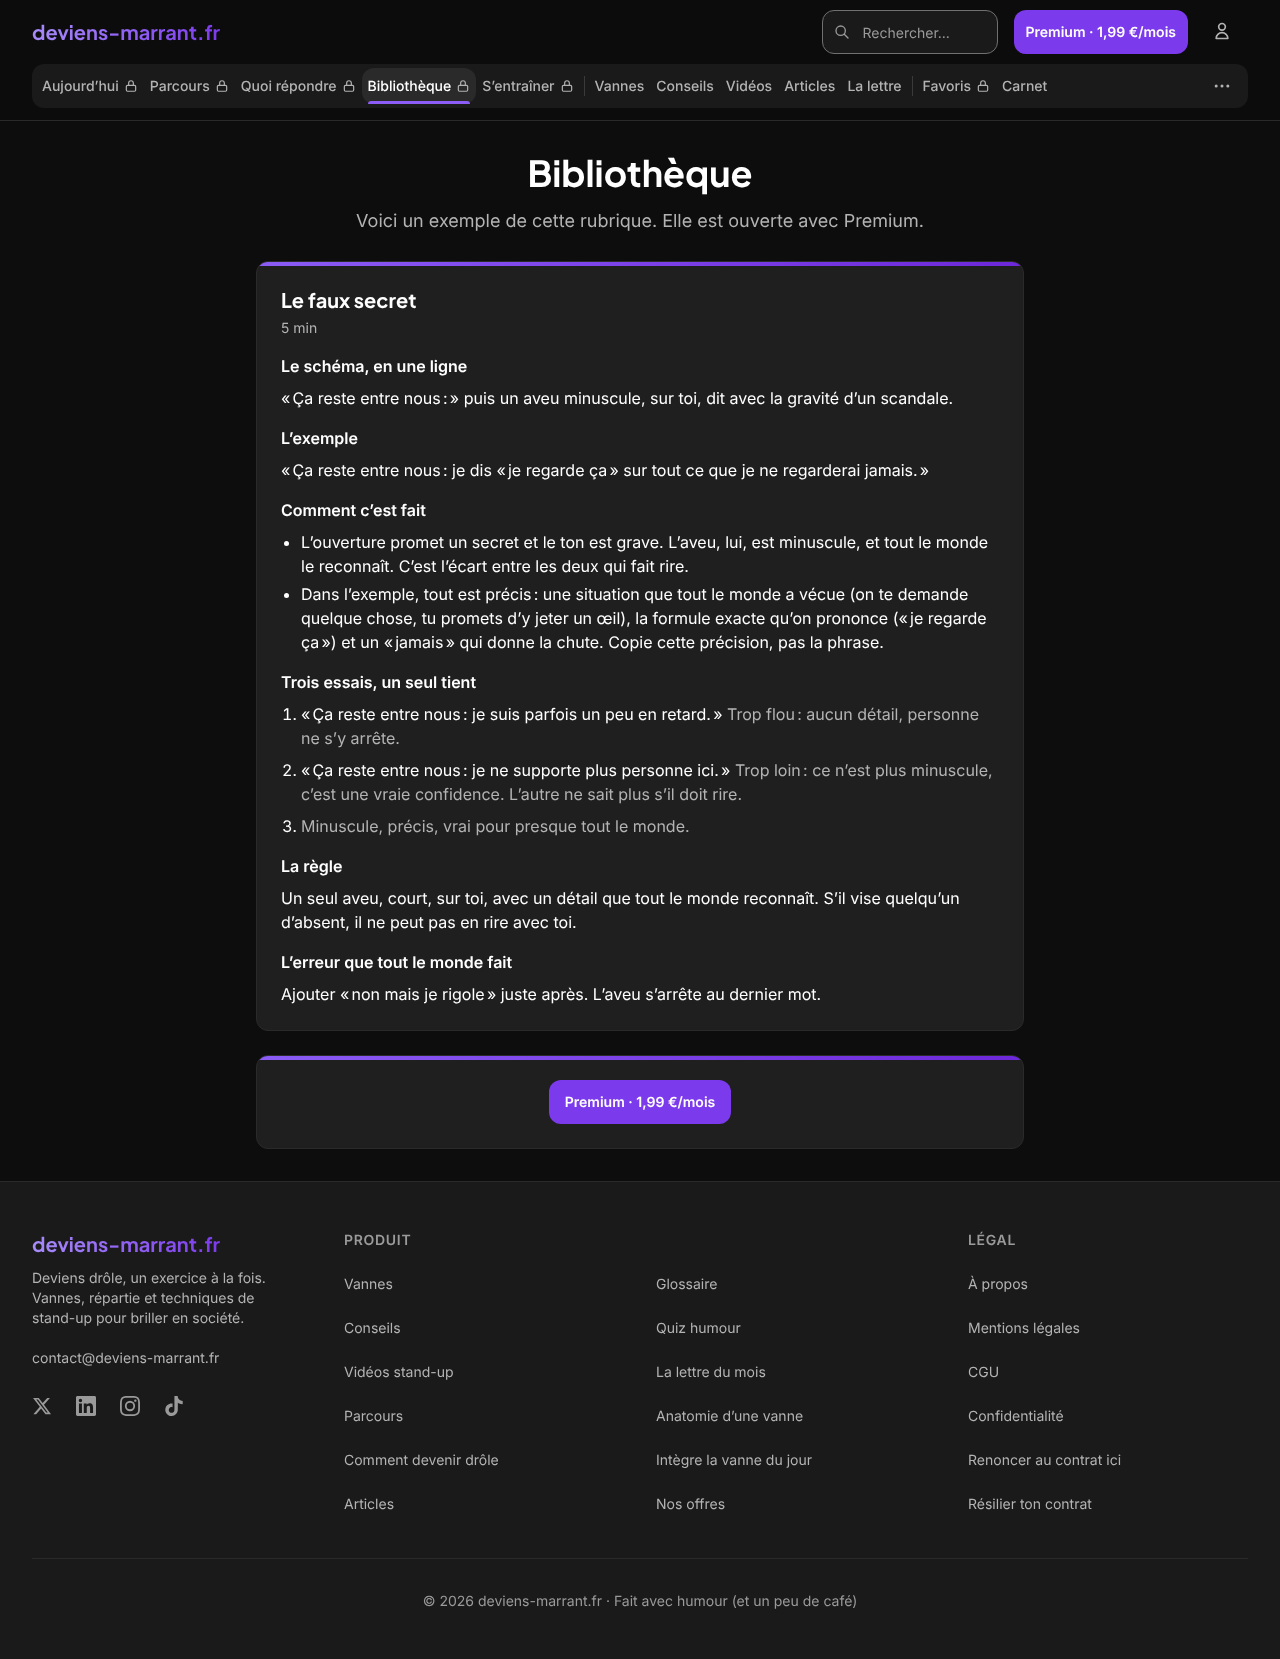 deviens-marrant.fr
Rechercher...
Premium · 1,99 €/mois
Aujourd’hui
Parcours
Quoi répondre
Bibliothèque
S’entraîner
Vannes
Conseils
Vidéos
Articles
La lettre
Favoris
Carnet
Bibliothèque
Voici un exemple de cette rubrique. Elle est ouverte avec Premium.
Le faux secret
5 min
Le schéma, en une ligne
« Ça reste entre nous : » puis un aveu minuscule, sur toi, dit avec la gravité d’un scandale.
L’exemple
« Ça reste entre nous : je dis « je regarde ça » sur tout ce que je ne regarderai jamais. »
Comment c’est fait
• L’ouverture promet un secret et le ton est grave. L’aveu, lui, est minuscule, et tout le monde
le reconnaît. C’est l’écart entre les deux qui fait rire.
• Dans l’exemple, tout est précis : une situation que tout le monde a vécue (on te demande
quelque chose, tu promets d’y jeter un œil), la formule exacte qu’on prononce (« je regarde
ça ») et un « jamais » qui donne la chute. Copie cette précision, pas la phrase.
Trois essais, un seul tient
1. « Ça reste entre nous : je suis parfois un peu en retard. » Trop flou : aucun détail, personne
ne s’y arrête.
2. « Ça reste entre nous : je ne supporte plus personne ici. » Trop loin : ce n’est plus minuscule,
c’est une vraie confidence. L’autre ne sait plus s’il doit rire.
3. Minuscule, précis, vrai pour presque tout le monde.
La règle
Un seul aveu, court, sur toi, avec un détail que tout le monde reconnaît. S’il vise quelqu’un
d’absent, il ne peut pas en rire avec toi.
L’erreur que tout le monde fait
Ajouter « non mais je rigole » juste après. L’aveu s’arrête au dernier mot.
Premium · 1,99 €/mois
deviens-marrant.fr
Deviens drôle, un exercice à la fois.
Vannes, répartie et techniques de
stand-up pour briller en société.
contact@deviens-marrant.fr
PRODUIT
Vannes
Conseils
Vidéos stand-up
Parcours
Comment devenir drôle
Articles
Glossaire
Quiz humour
La lettre du mois
Anatomie d’une vanne
Intègre la vanne du jour
Nos offres
LÉGAL
À propos
Mentions légales
CGU
Confidentialité
Renoncer au contrat ici
Résilier ton contrat
© 2026 deviens-marrant.fr · Fait avec humour (et un peu de café)